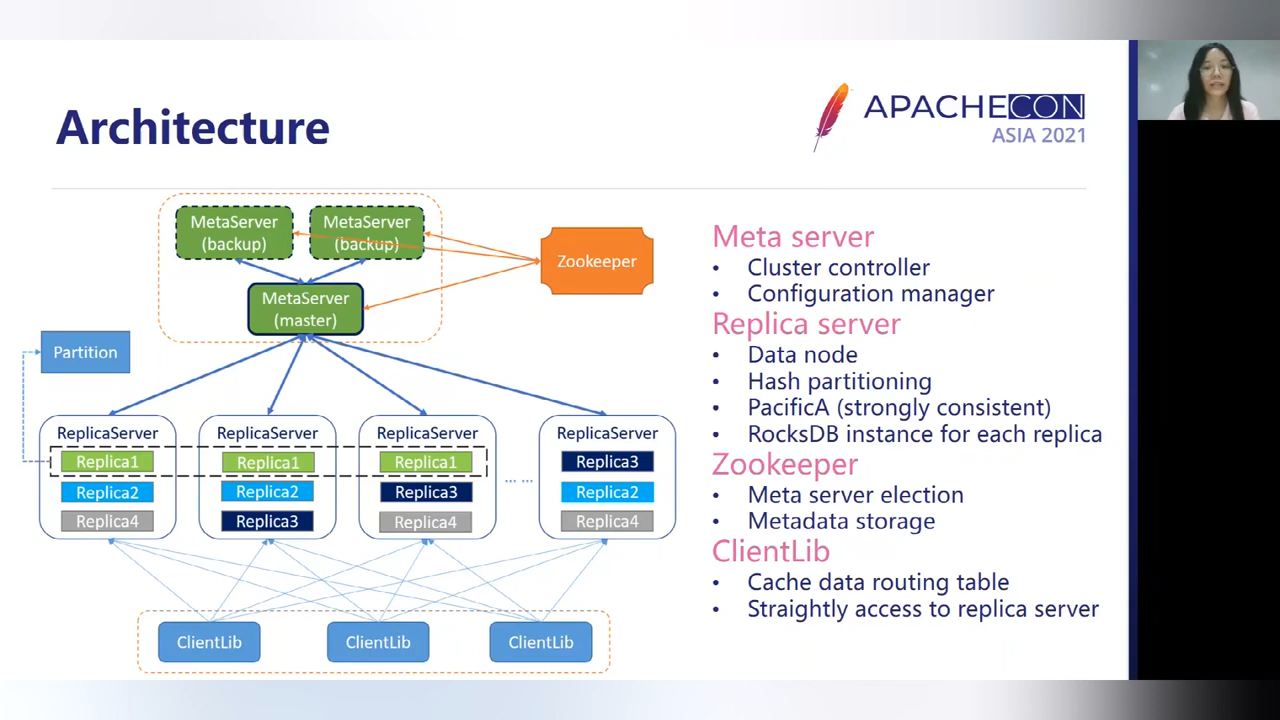 Architecture
APACHECON
ASIA 2021
MetaServer
(backup)
MetaServer
(backup)
Zookeeper
MetaServer
(master)
Partition
ReplicaServer
Replica1
Replica2
Replica4
ReplicaServer
Replica1
Replica2
Replica3
ReplicaServer
Replica1
Replica3
Replica4
... ...
ReplicaServer
Replica3
Replica2
Replica4
ClientLib
ClientLib
ClientLib
Meta server
• Cluster controller
• Configuration manager
Replica server
• Data node
• Hash partitioning
• PacificA (strongly consistent)
• RocksDB instance for each replica
Zookeeper
• Meta server election
• Metadata storage
ClientLib
• Cache data routing table
• Straightly access to replica server